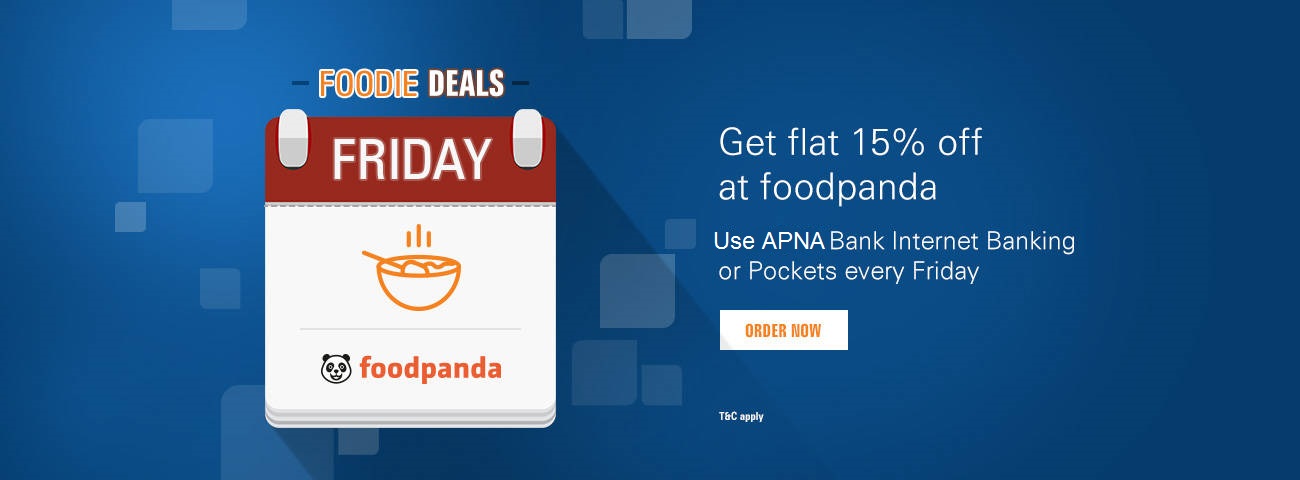 FOODIE DEALS
FRIDAY
foodpanda
Get flat 15% off
at foodpanda
Use APNA Bank Internet Banking
or Pockets every Friday
ORDER NOW
T&C apply